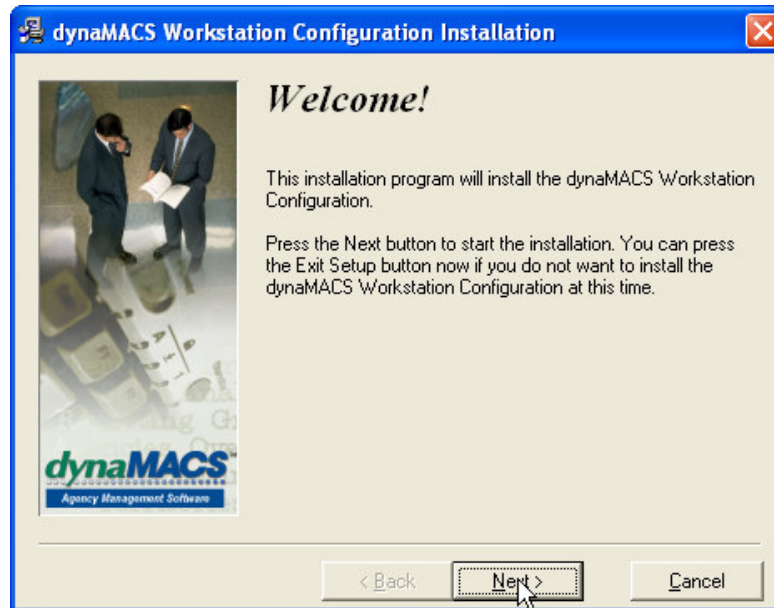 dynaMACS Workstation Configuration Installation
Welcome!
This installation program will install the dynaMACS Workstation
Configuration.
Press the Next button to start the installation. You can press
the Exit Setup button now if you do not want to install the
dynaMACS Workstation Configuration at this time.
dynaMACS
Agency Management Software
< Back
Next >
Cancel